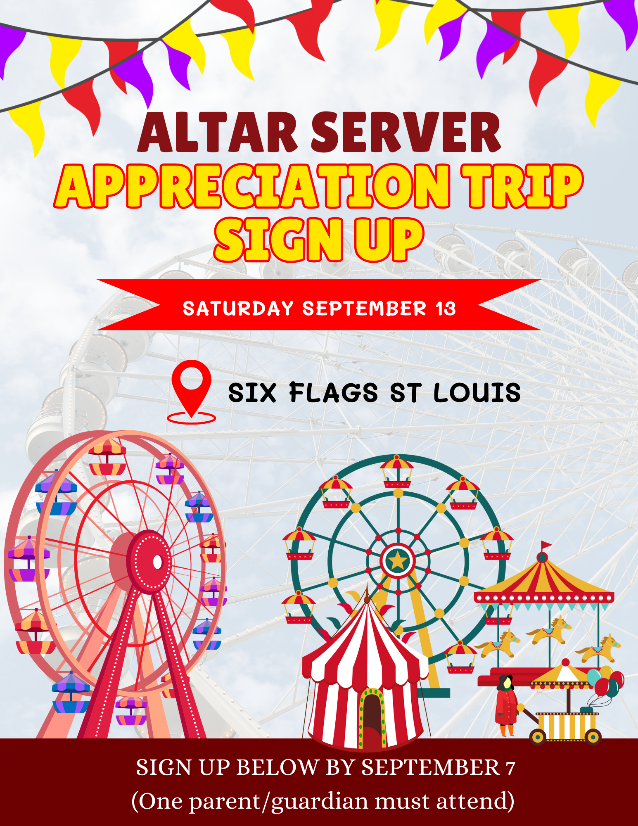 ALTAR SERVER
APPRECIATION TRIP
SIGN UP
SATURDAY SEPTEMBER 13
SIX FLAGS ST LOUIS
SIGN UP BELOW BY SEPTEMBER 7
(One parent/guardian must attend)